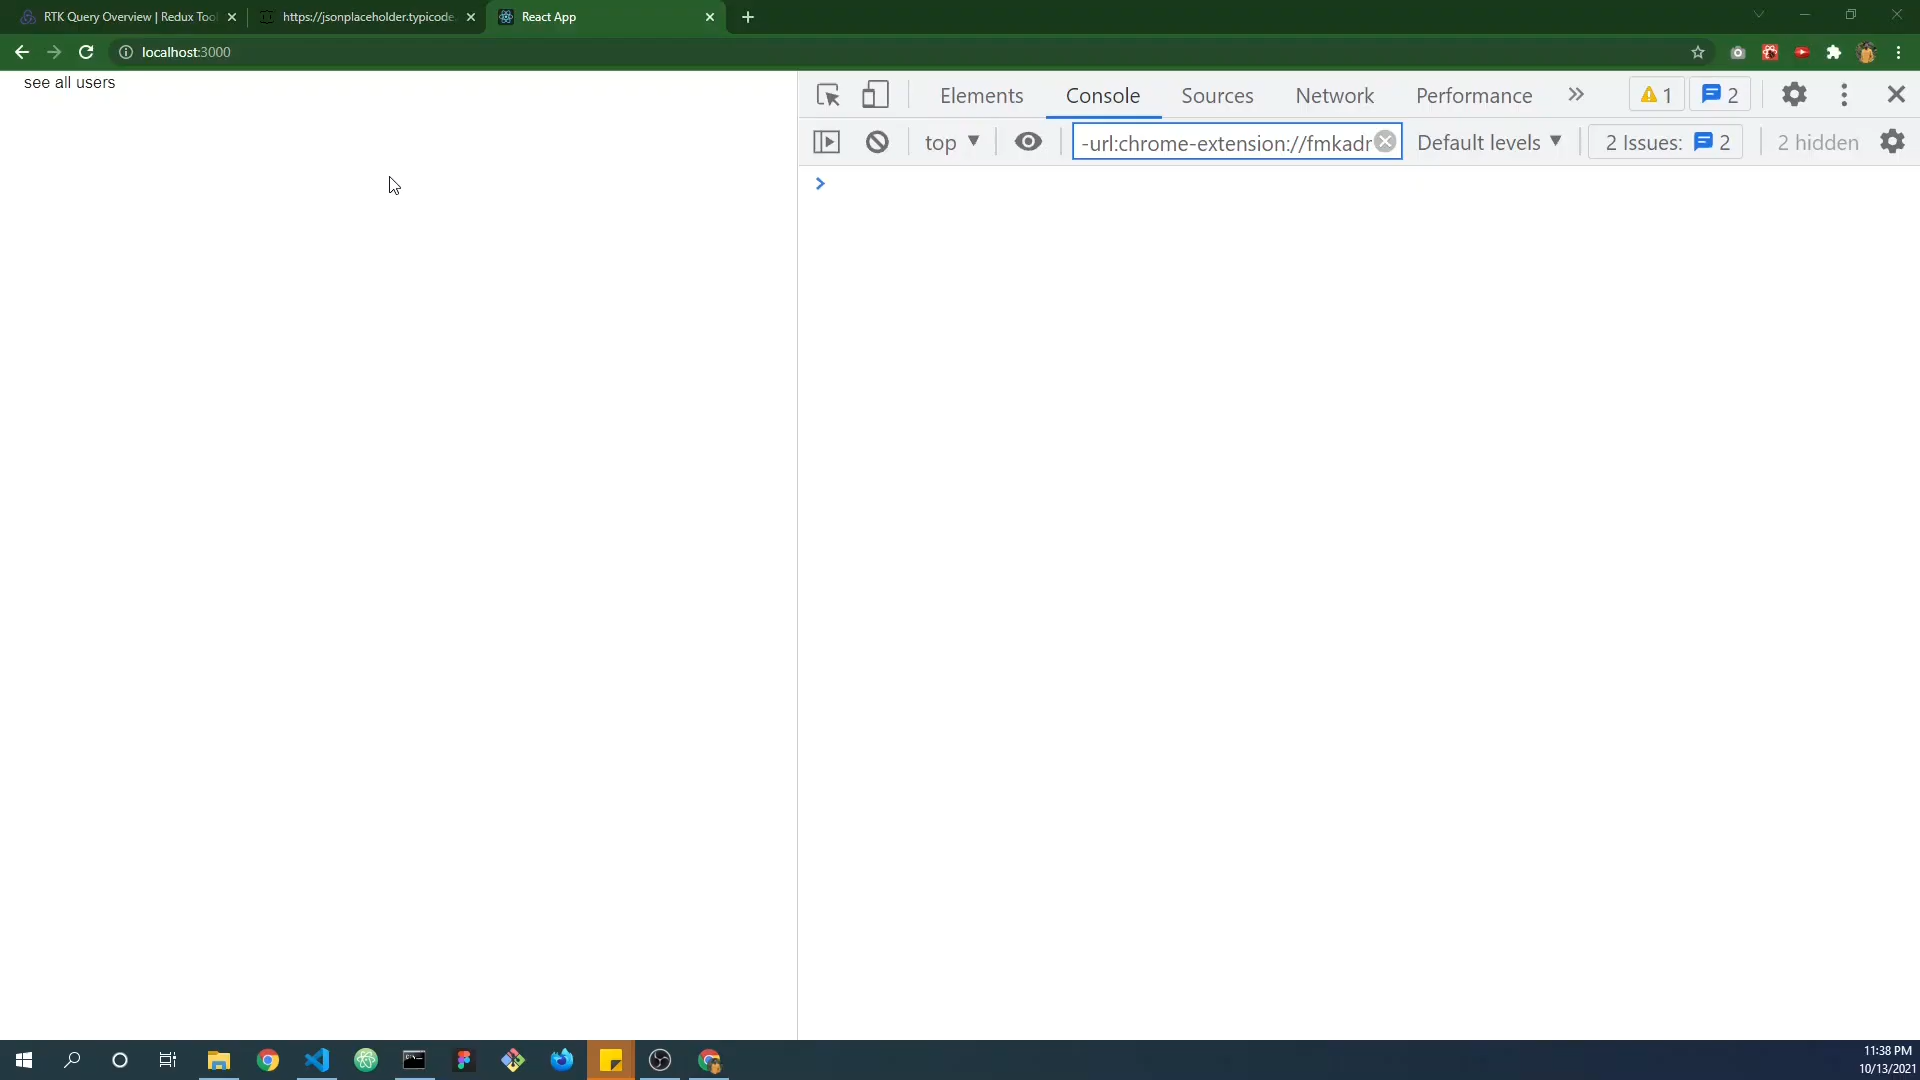 RTK Query Overview | Redux Tool
https://jsonplaceholder.typicode.
React App
localhost:3000
see all users
Elements
Console
Sources
Network
Performance
1
2
top
-url:chrome-extension://fmkadr
Default levels
2 Issues:
2
2 hidden
11:38 PM
10/13/2021